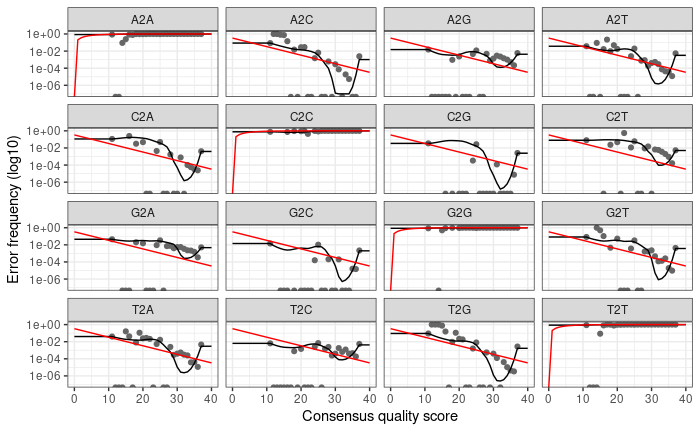 A2A A2C A2G A2T
1e+00
1e-02
1e-04
1e-06
C2A C2C C2G C2T
1e+00
1e-02
1e-04
1e-06
G2A G2C G2G G2T
1e+00
1e-02
1e-04
1e-06
T2A T2C T2G T2T
1e+00
1e-02
1e-04
1e-06
0 10 20 30 40 0 10 20 30 40 0 10 20 30 40 0 10 20 30 40
Consensus quality score
Error frequency (log10)